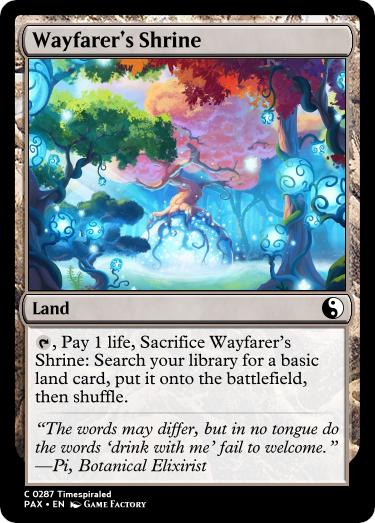 Wayfarer's Shrine
Land
, Pay 1 life, Sacrifice Wayfarer's
Shrine: Search your library for a basic
land card, put it onto the battlefield,
then shuffle.
“The words may differ, but in no tongue do
the words ‘drink with me’ fail to welcome.”
—Pi, Botanical Elixirist
C 0287 Timespiraled
PAX • EN Game Factory